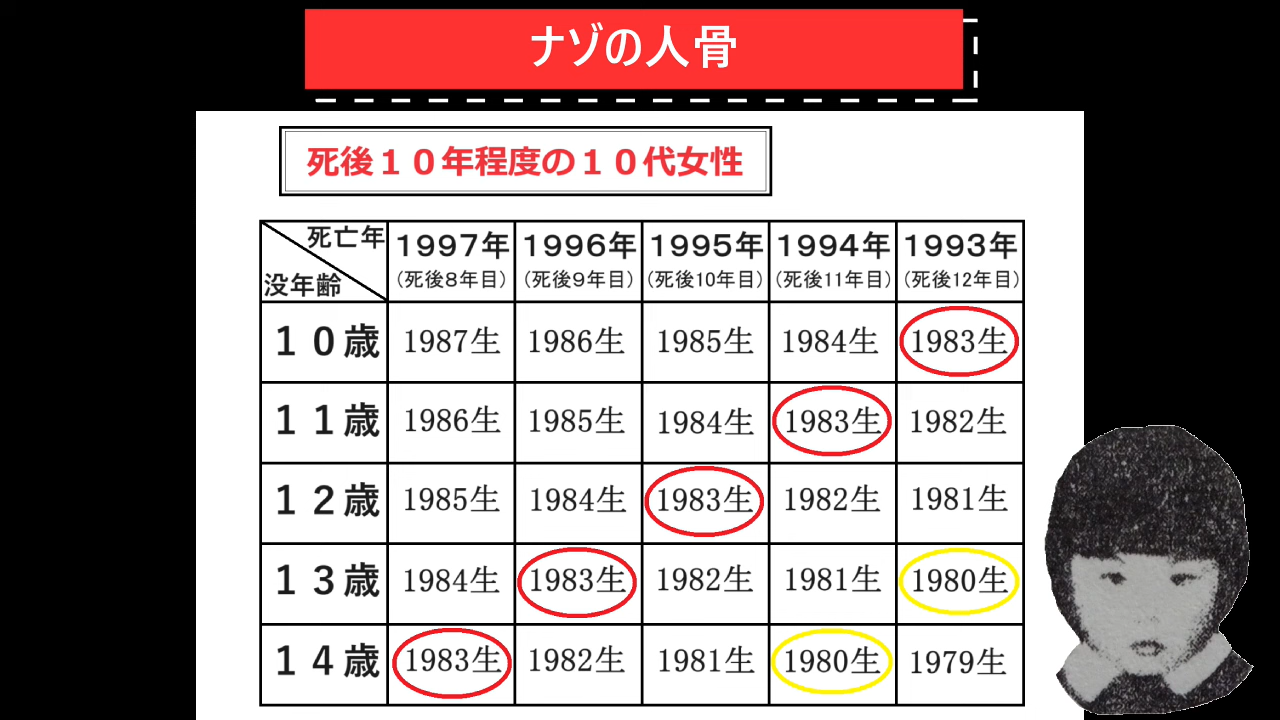 ナゾの人骨
死後１０年程度の１０代女性
死亡年 没年齢 1997年 1996年 1995年 1994年 1993年
(死後8年目) (死後9年目) (死後10年目) (死後11年目) (死後12年目)
１０歳 1987生 1986生 1985生 1984生 1983生
１１歳 1986生 1985生 1984生 1983生 1982生
１２歳 1985生 1984生 1983生 1982生 1981生
１３歳 1984生 1983生 1982生 1981生 1980生
１４歳 1983生 1982生 1981生 1980生 1979生